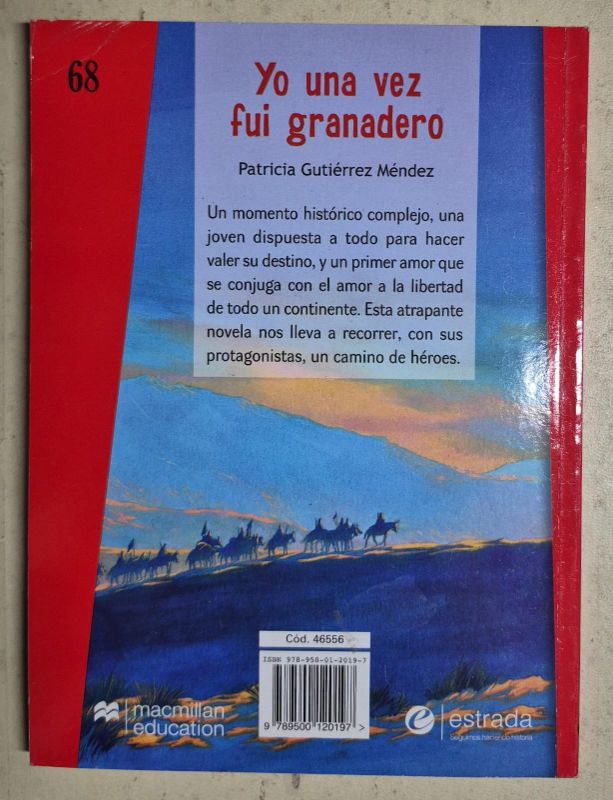 68
Yo una vez
fui granadero
Patricia Gutiérrez Méndez
Un momento histórico complejo, una
joven dispuesta a todo para hacer
valer su destino, y un primer amor que
se conjuga con el amor a la libertad
de todo un continente. Esta atrapante
novela nos lleva a recorrer, con sus
protagonistas, un camino de héroes.
Cód. 46556
ISBN 978-950-01-2019-7
9 789500 120197 >
macmillan
education
e estrada
Seguimos haciendo historia